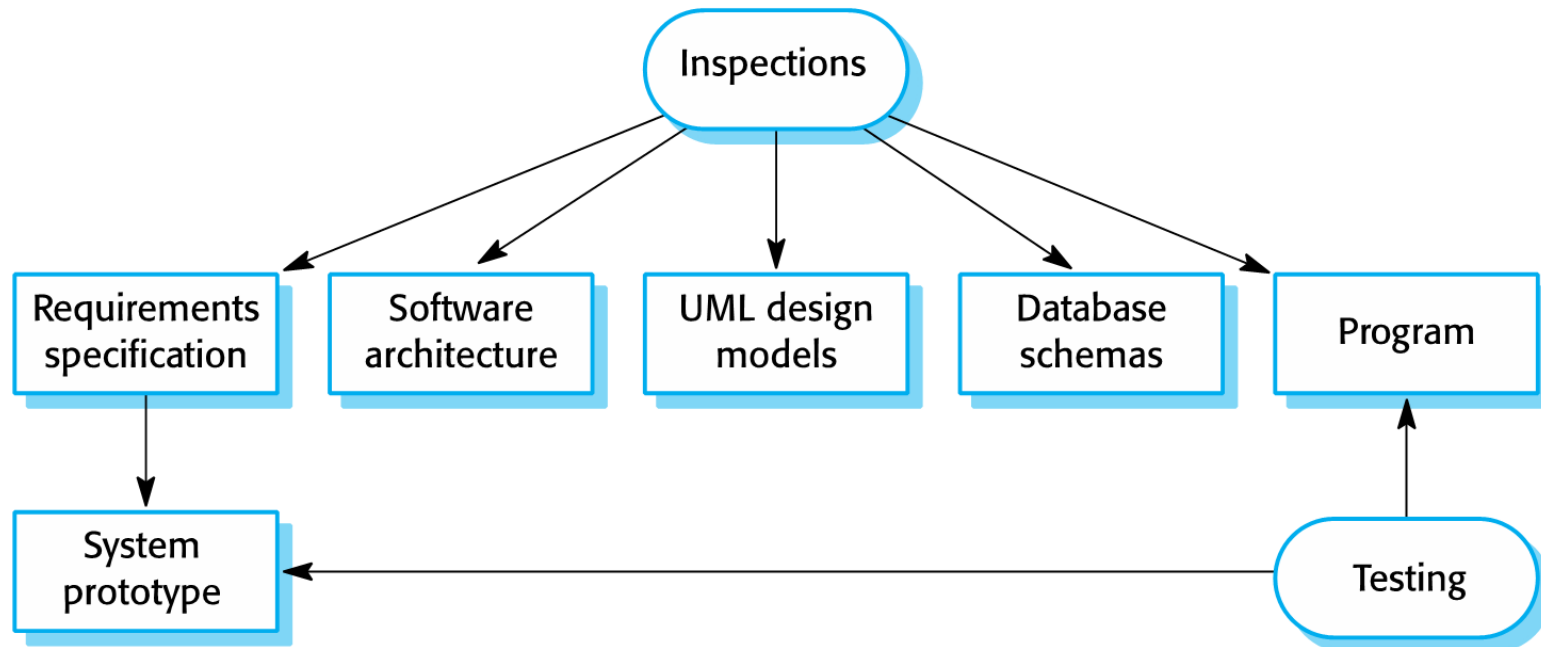 Inspections
Requirements
specification
Software
architecture
UML design
models
Database
schemas
Program
System
prototype
Testing